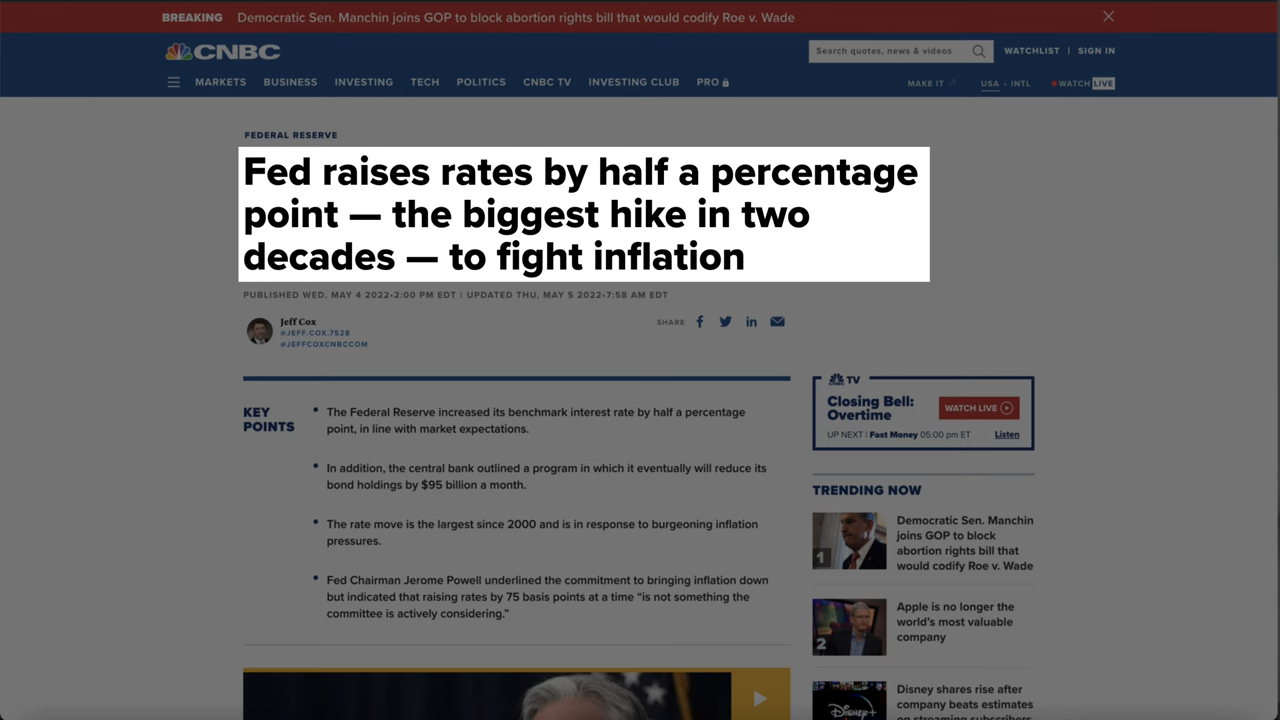 BREAKING Democratic Sen. Manchin joins GOP to block abortion rights bill that would codify Roe v. Wade
CNBC
Search quotes, news & videos
WATCHLIST | SIGN IN
MARKETS BUSINESS INVESTING TECH POLITICS CNBC TV INVESTING CLUB PRO
MAKE IT USA • INTL WATCH LIVE
FEDERAL RESERVE
Fed raises rates by half a percentage
point — the biggest hike in two
decades — to fight inflation
PUBLISHED WED, MAY 4 2022•2:00 PM EDT | UPDATED THU, MAY 5 2022•7:58 AM EDT
Jeff Cox
@JEFF.COX.7528
@JEFFCOXCNBCCOM
SHARE
KEY
POINTS
• The Federal Reserve increased its benchmark interest rate by half a percentage
point, in line with market expectations.
• In addition, the central bank outlined a program in which it eventually will reduce its
bond holdings by $95 billion a month.
• The rate move is the largest since 2000 and is in response to burgeoning inflation
pressures.
• Fed Chairman Jerome Powell underlined the commitment to bringing inflation down
but indicated that raising rates by 75 basis points at a time “is not something the
committee is actively considering.”
CNBC TV
Closing Bell:
Overtime
WATCH LIVE
UP NEXT | Fast Money 05:00 pm ET Listen
TRENDING NOW
1
Democratic Sen. Manchin
joins GOP to block
abortion rights bill that
would codify Roe v. Wade
2
Apple is no longer the
world’s most valuable
company
Disney+
Disney shares rise after
company beats estimates
on streaming subscribers